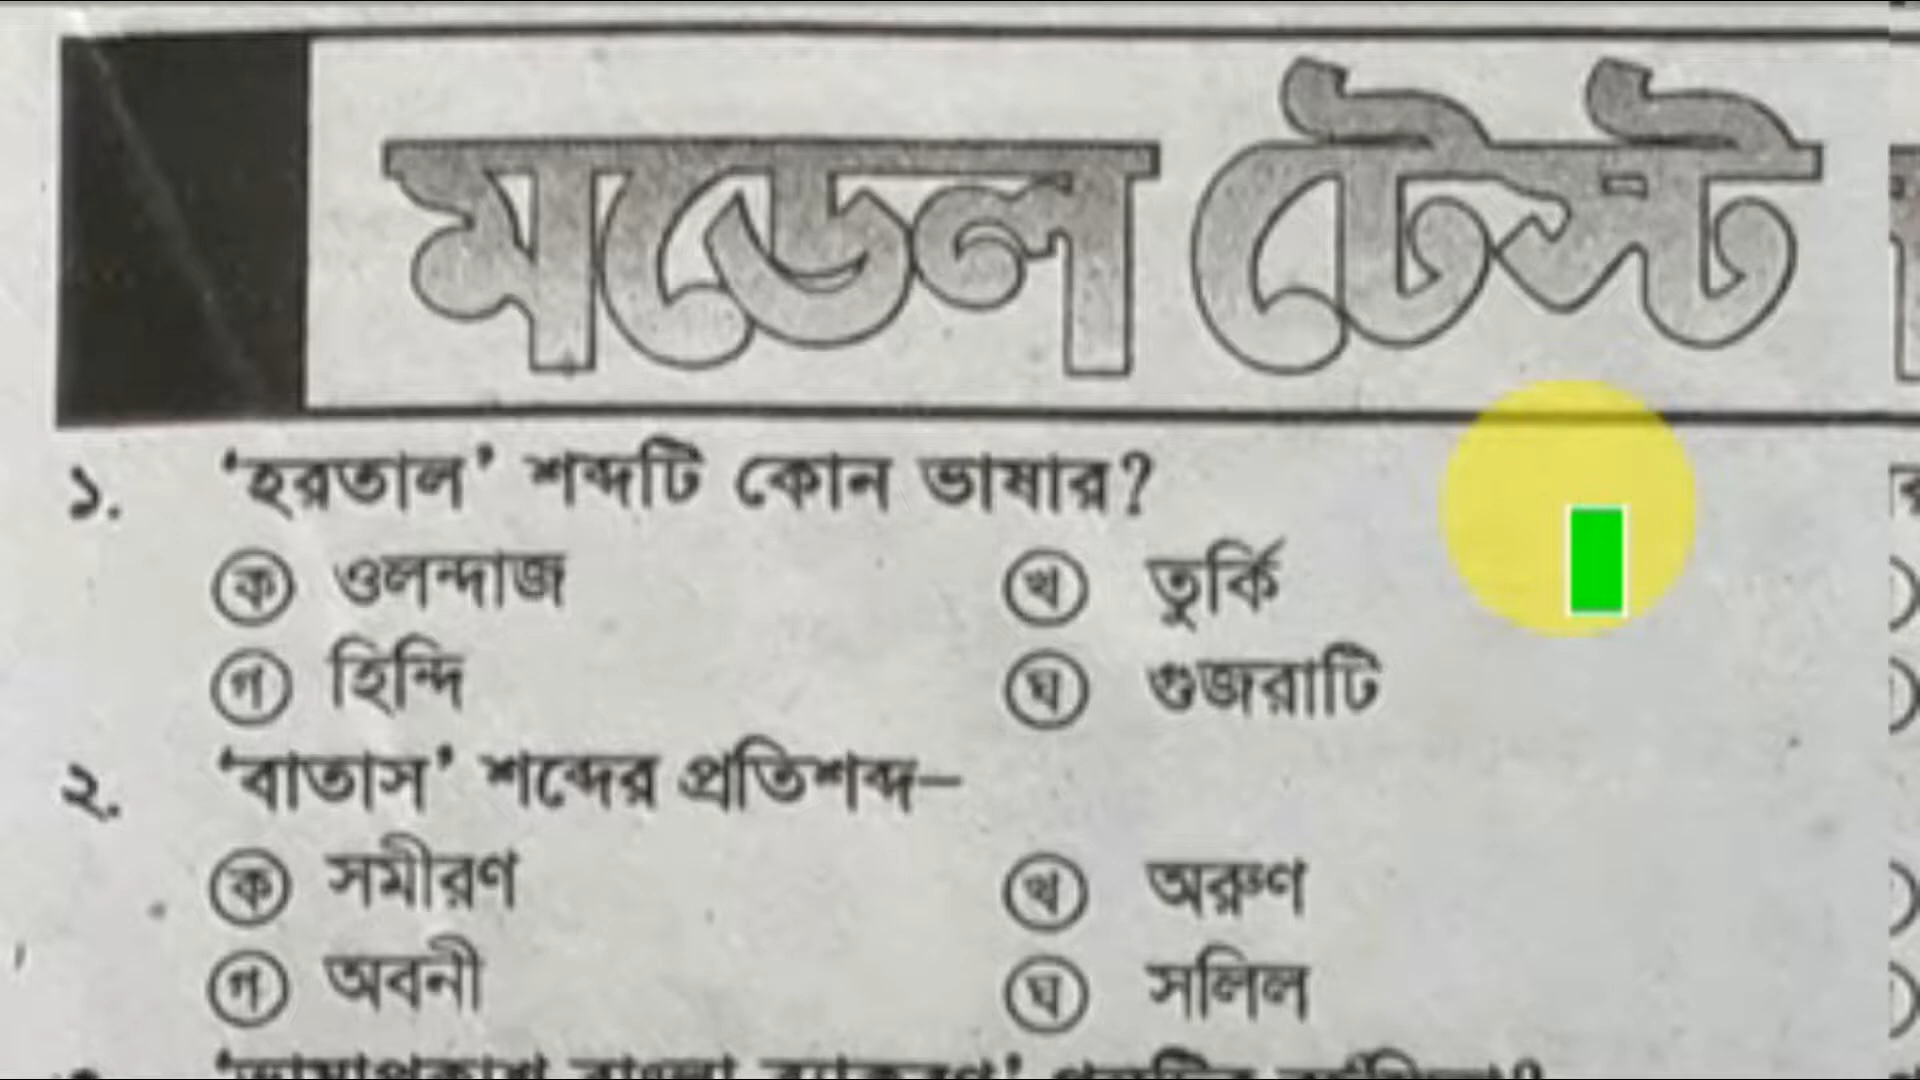 মডেল টেস্ট
১. ‘হরতাল’ শব্দটি কোন ভাষার?
ক ওলন্দাজ খ তুর্কি
গ হিন্দি ঘ গুজরাটি
২. ‘বাতাস’ শব্দের প্রতিশব্দ–
ক সমীরণ খ অরুণ
গ অবনী ঘ সলিল